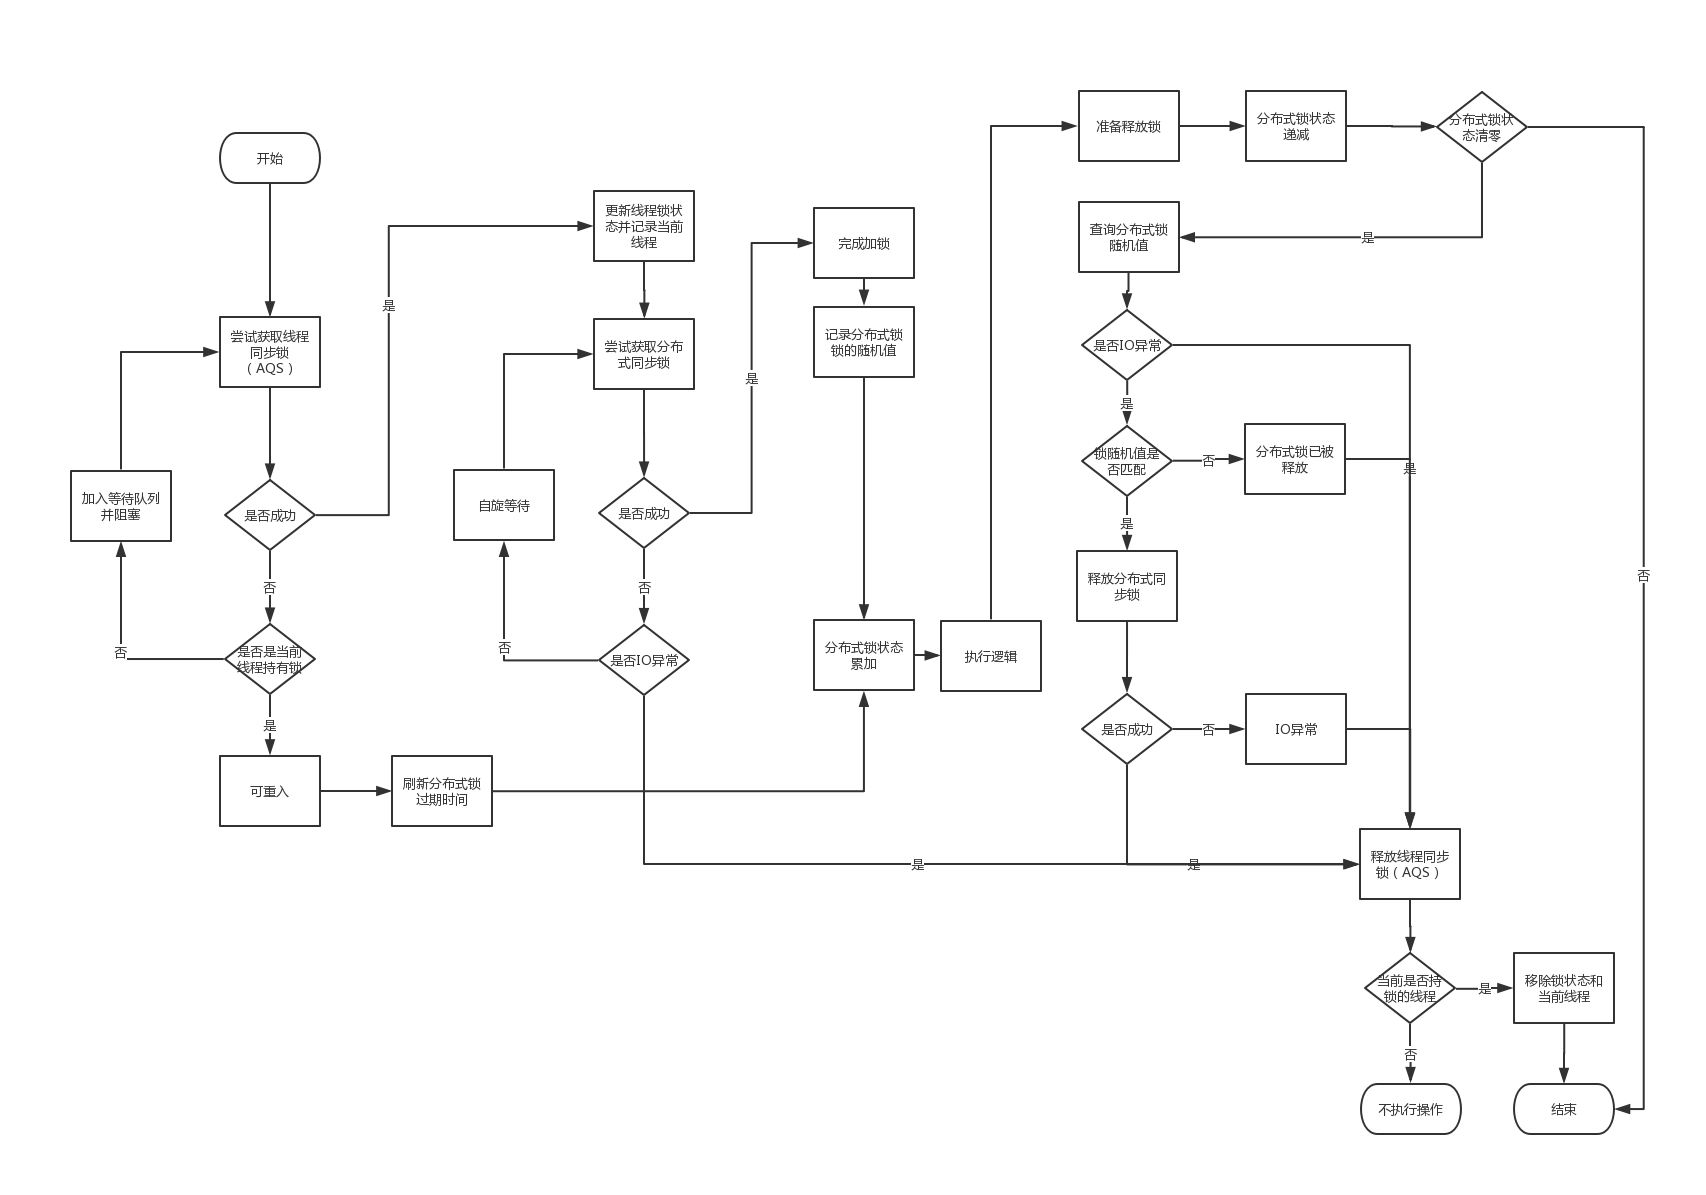 开始
尝试获取线程
同步锁
（AQS）
是否成功
是
否
加入等待队列
并阻塞
是否是当前
线程持有锁
否
是
可重入
刷新分布式锁
过期时间
更新线程锁状
态并记录当前
线程
尝试获取分布
式同步锁
自旋等待
是否成功
是
否
是否IO异常
否
是
完成加锁
记录分布式锁
锁的随机值
分布式锁状态
累加
执行逻辑
准备释放锁
分布式锁状态
递减
分布式锁状
态清零
是
否
查询分布式锁
随机值
是否IO异常
是
是
锁随机值是
否匹配
否
分布式锁已被
释放
是
释放分布式同
步锁
是否成功
否
IO异常
是
释放线程同步
锁（AQS）
当前是否持
锁的线程
是
移除锁状态和
当前线程
否
不执行操作
结束